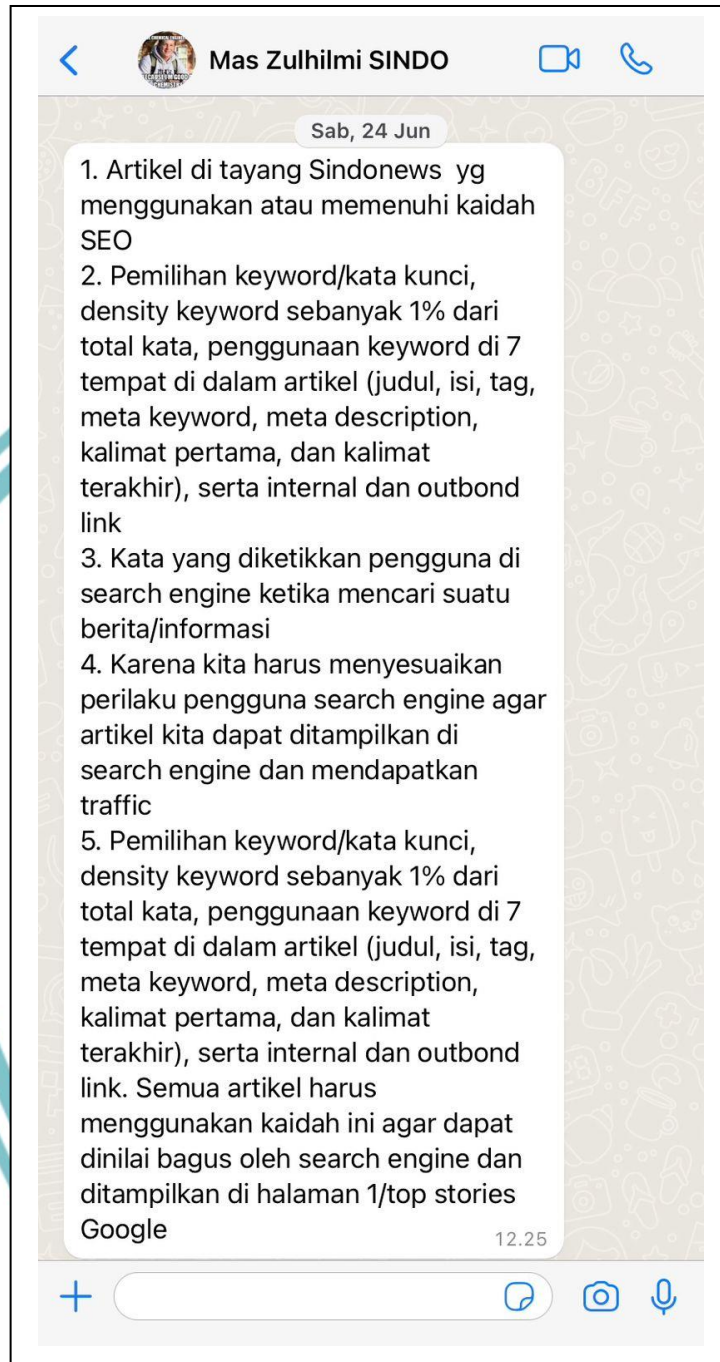 Mas Zulhilmi SINDO
Sab, 24 Jun
1. Artikel di tayang Sindonews yg
menggunakan atau memenuhi kaidah
SEO
2. Pemilihan keyword/kata kunci,
density keyword sebanyak 1% dari
total kata, penggunaan keyword di 7
tempat di dalam artikel (judul, isi, tag,
meta keyword, meta description,
kalimat pertama, dan kalimat
terakhir), serta internal dan outbond
link
3. Kata yang diketikkan pengguna di
search engine ketika mencari suatu
berita/informasi
4. Karena kita harus menyesuaikan
perilaku pengguna search engine agar
artikel kita dapat ditampilkan di
search engine dan mendapatkan
traffic
5. Pemilihan keyword/kata kunci,
density keyword sebanyak 1% dari
total kata, penggunaan keyword di 7
tempat di dalam artikel (judul, isi, tag,
meta keyword, meta description,
kalimat pertama, dan kalimat
terakhir), serta internal dan outbond
link. Semua artikel harus
menggunakan kaidah ini agar dapat
dinilai bagus oleh search engine dan
ditampilkan di halaman 1/top stories
Google
12.25